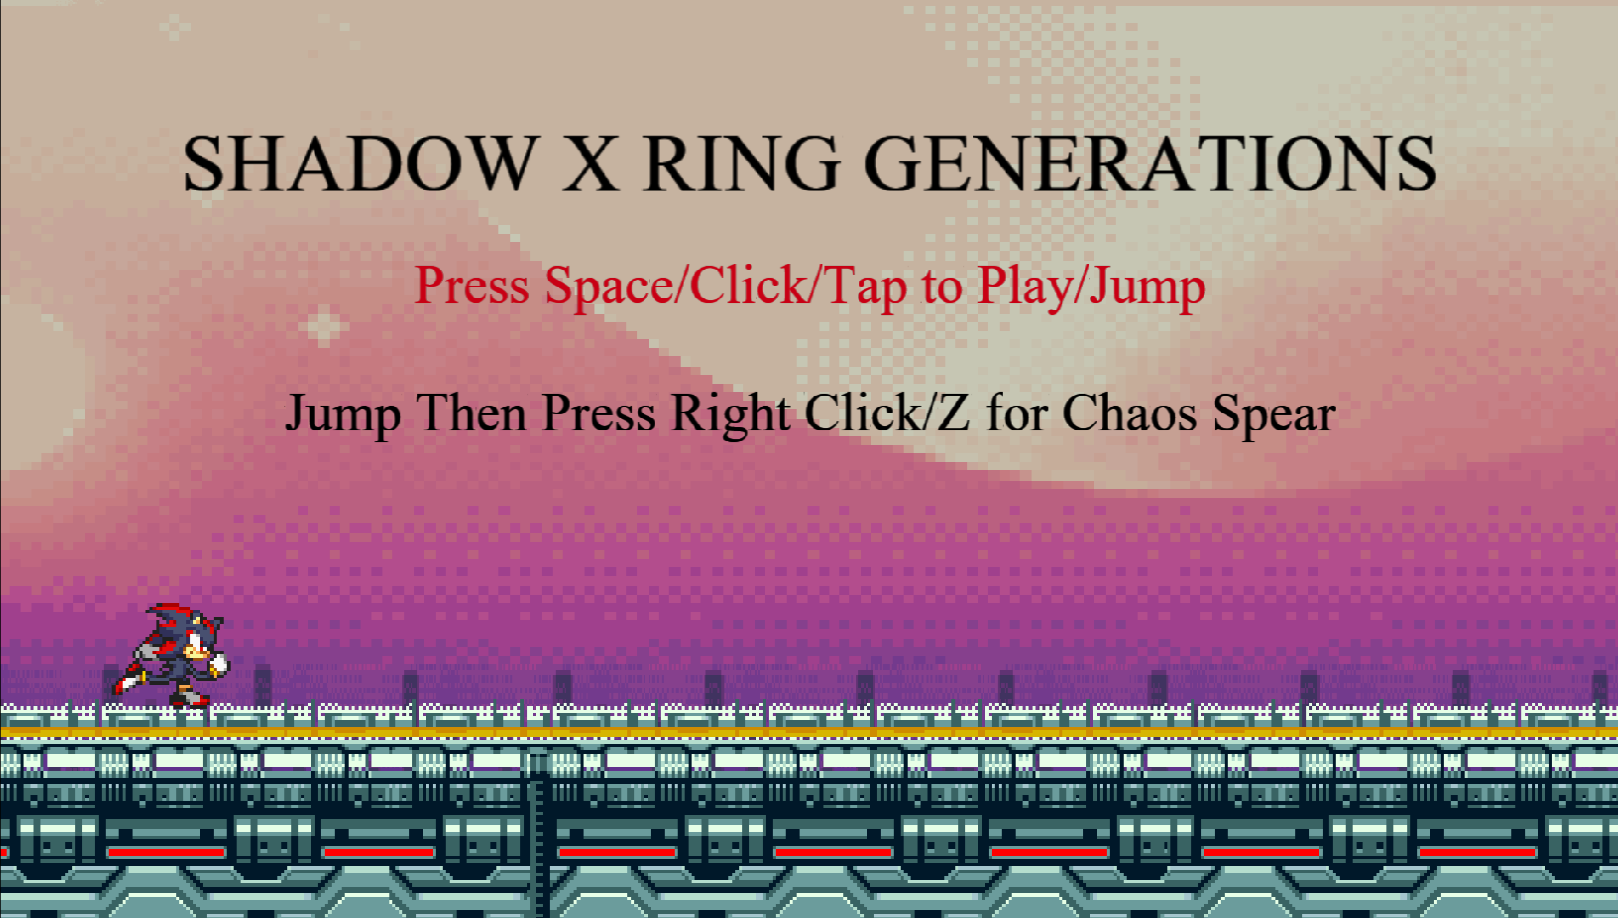 SHADOW X RING GENERATIONS
Press Space/Click/Tap to Play/Jump
Jump Then Press Right Click/Z for Chaos Spear